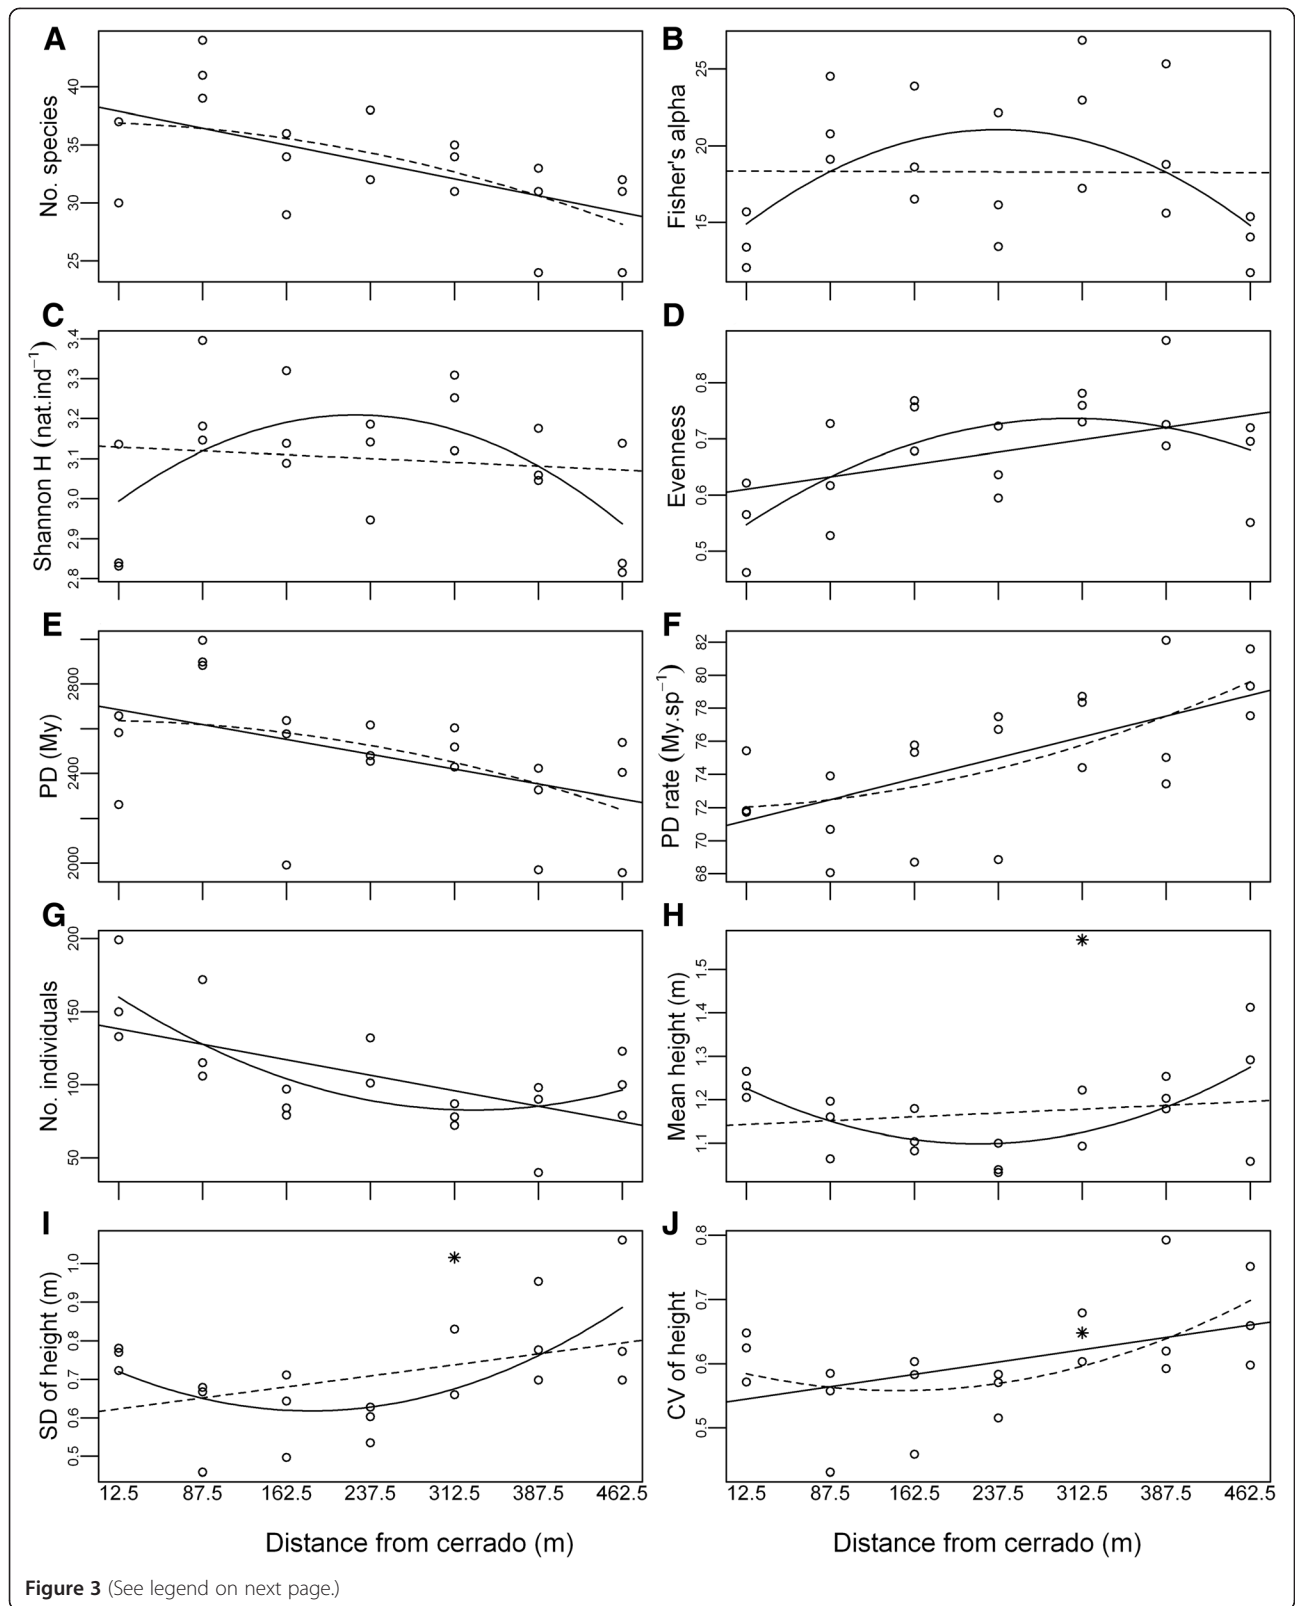 A
No. species
25
30
35
40
B
Fisher's alpha
15
20
25
C
Shannon H (nat.ind−1)
2.8
2.9
3.0
3.1
3.2
3.3
3.4
D
Evenness
0.5
0.6
0.7
0.8
E
PD (My)
2000
2400
2800
F
PD rate (My.sp−1)
68
70
72
74
76
78
80
82
G
No. individuals
50
100
150
200
H
Mean height (m)
1.1
1.2
1.3
1.4
1.5
I
SD of height (m)
0.5
0.6
0.7
0.8
0.9
1.0
J
CV of height
0.5
0.6
0.7
0.8
12.5 87.5 162.5 237.5 312.5 387.5 462.5
12.5 87.5 162.5 237.5 312.5 387.5 462.5
Distance from cerrado (m)
Distance from cerrado (m)
Figure 3 (See legend on next page.)